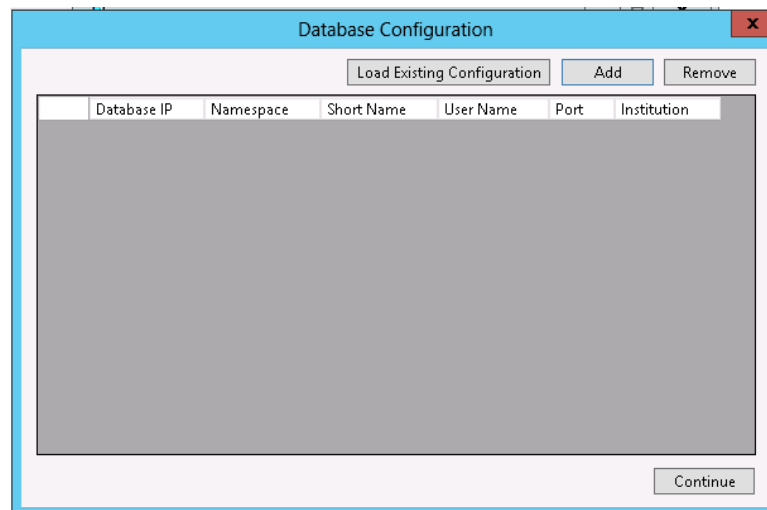 Database Configuration
x
Load Existing Configuration Add Remove
Database IP Namespace Short Name User Name Port Institution
Continue